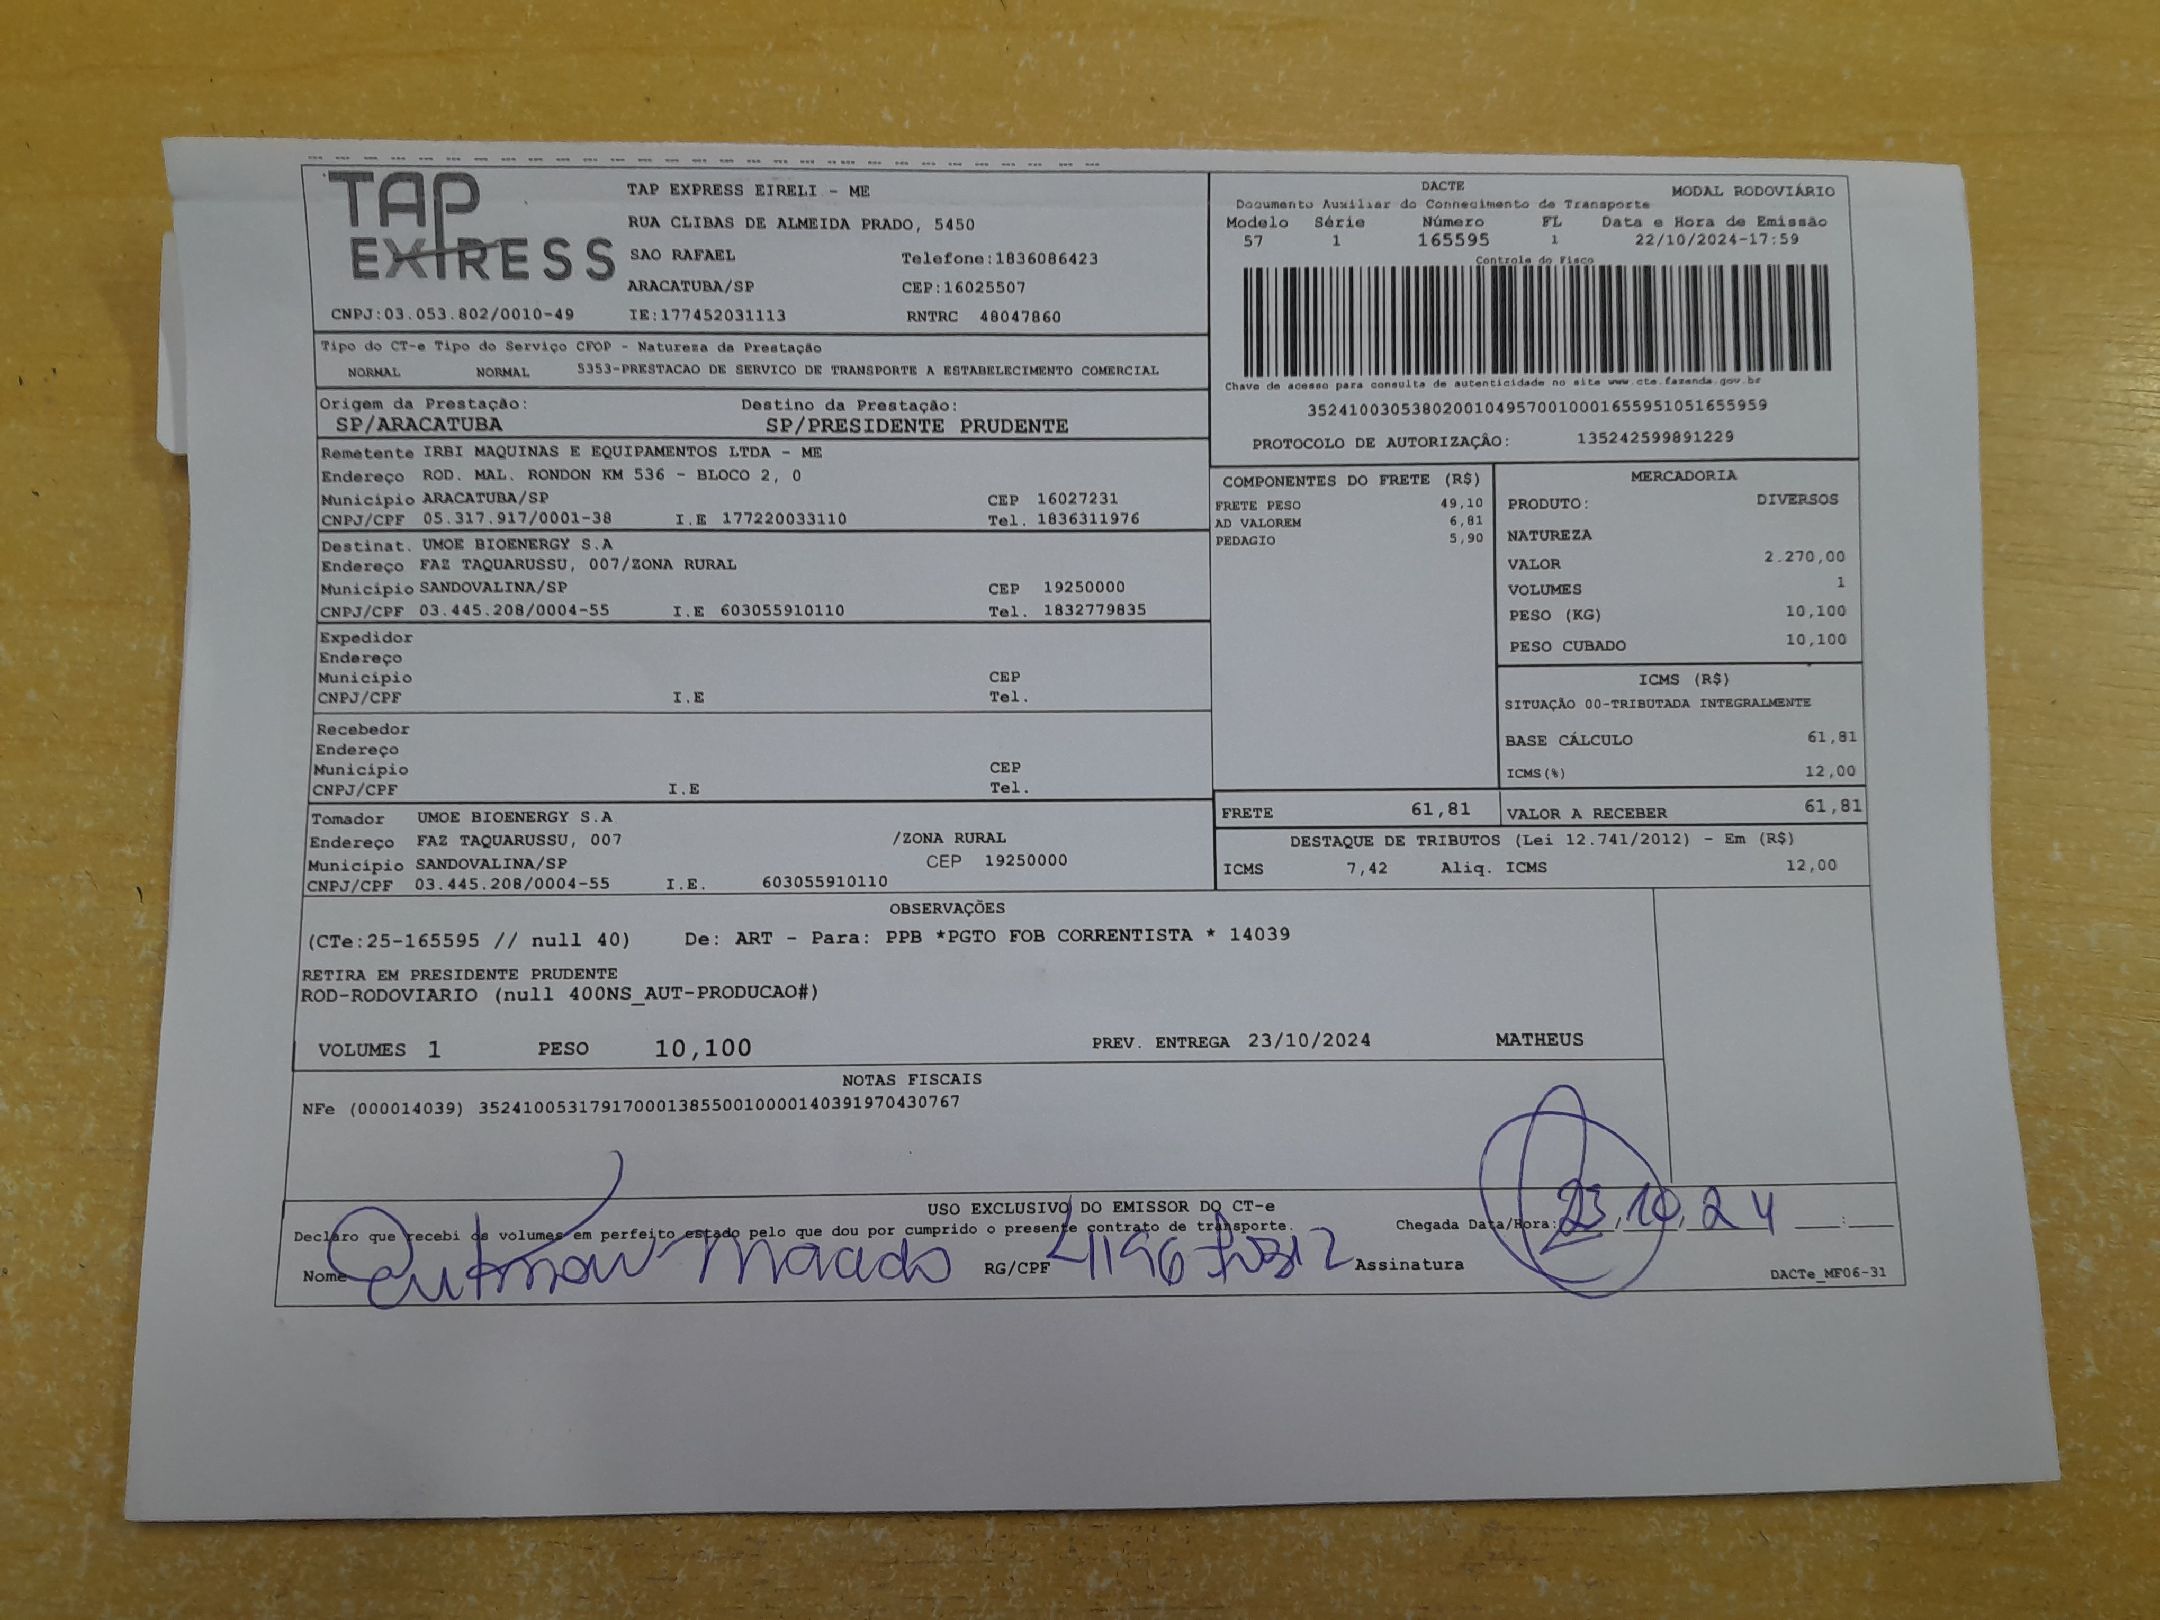 TAP EXPRESS
TAP EXPRESS EIRELI - ME
RUA CLIBAS DE ALMEIDA PRADO, 5450
SAO RAFAEL Telefone:1836086423
ARACATUBA/SP CEP:16025507
CNPJ:03.053.802/0010-49 IE:177452031113 RNTRC 48047860
DACTE MODAL RODOVIÁRIO
Documento Auxiliar do Conhecimento de Transporte
Modelo Série Número FL Data e Hora de Emissão
57 1 165595 1 22/10/2024-17:59
Controle do Fisco
Chave de acesso para consulta de autenticidade no site www.cte.fazenda.gov.br
35241003053802001049570010001655951051655959
PROTOCOLO DE AUTORIZAÇÃO: 135242599891229
Tipo do CT-e Tipo do Serviço CFOP - Natureza da Prestação
NORMAL NORMAL 5353-PRESTACAO DE SERVICO DE TRANSPORTE A ESTABELECIMENTO COMERCIAL
Origem da Prestação: Destino da Prestação:
SP/ARACATUBA SP/PRESIDENTE PRUDENTE
Remetente IRBI MAQUINAS E EQUIPAMENTOS LTDA - ME
Endereço ROD. MAL. RONDON KM 536 - BLOCO 2, 0
Município ARACATUBA/SP CEP 16027231
CNPJ/CPF 05.317.917/0001-38 I.E 177220033110 Tel. 1836311976
Destinat. UMOE BIOENERGY S.A
Endereço FAZ TAQUARUSSU, 007/ZONA RURAL
Município SANDOVALINA/SP CEP 19250000
CNPJ/CPF 03.445.208/0004-55 I.E 603055910110 Tel. 1832779835
Expedidor
Endereço
Município CEP
CNPJ/CPF I.E Tel.
Recebedor
Endereço
Município CEP
CNPJ/CPF I.E Tel.
Tomador UMOE BIOENERGY S.A
Endereço FAZ TAQUARUSSU, 007 /ZONA RURAL
Município SANDOVALINA/SP CEP 19250000
CNPJ/CPF 03.445.208/0004-55 I.E. 603055910110
COMPONENTES DO FRETE (R$)
FRETE PESO 49,10
AD VALOREM 6,81
PEDAGIO 5,90
MERCADORIA
PRODUTO: DIVERSOS
NATUREZA
VALOR 2.270,00
VOLUMES 1
PESO (KG) 10,100
PESO CUBADO 10,100
ICMS (R$)
SITUAÇÃO 00-TRIBUTADA INTEGRALMENTE
BASE CÁLCULO 61,81
ICMS(%) 12,00
FRETE 61,81 VALOR A RECEBER 61,81
DESTAQUE DE TRIBUTOS (Lei 12.741/2012) - Em (R$)
ICMS 7,42 Aliq. ICMS 12,00
OBSERVAÇÕES
(CTe:25-165595 // null 40) De: ART - Para: PPB *PGTO FOB CORRENTISTA * 14039
RETIRA EM PRESIDENTE PRUDENTE
ROD-RODOVIARIO (null 400NS_AUT-PRODUCAO#)
VOLUMES 1 PESO 10,100 PREV. ENTREGA 23/10/2024 MATHEUS
NOTAS FISCAIS
NFe (000014039) 35241005317917000138550010000140391970430767
USO EXCLUSIVO DO EMISSOR DO CT-e
Declaro que recebi os volumes em perfeito estado pelo que dou por cumprido o presente contrato de transporte. Chegada Data/Hora: 23.10.24 __:__
Nome RG/CPF Assinatura
DACTe_MF06-31